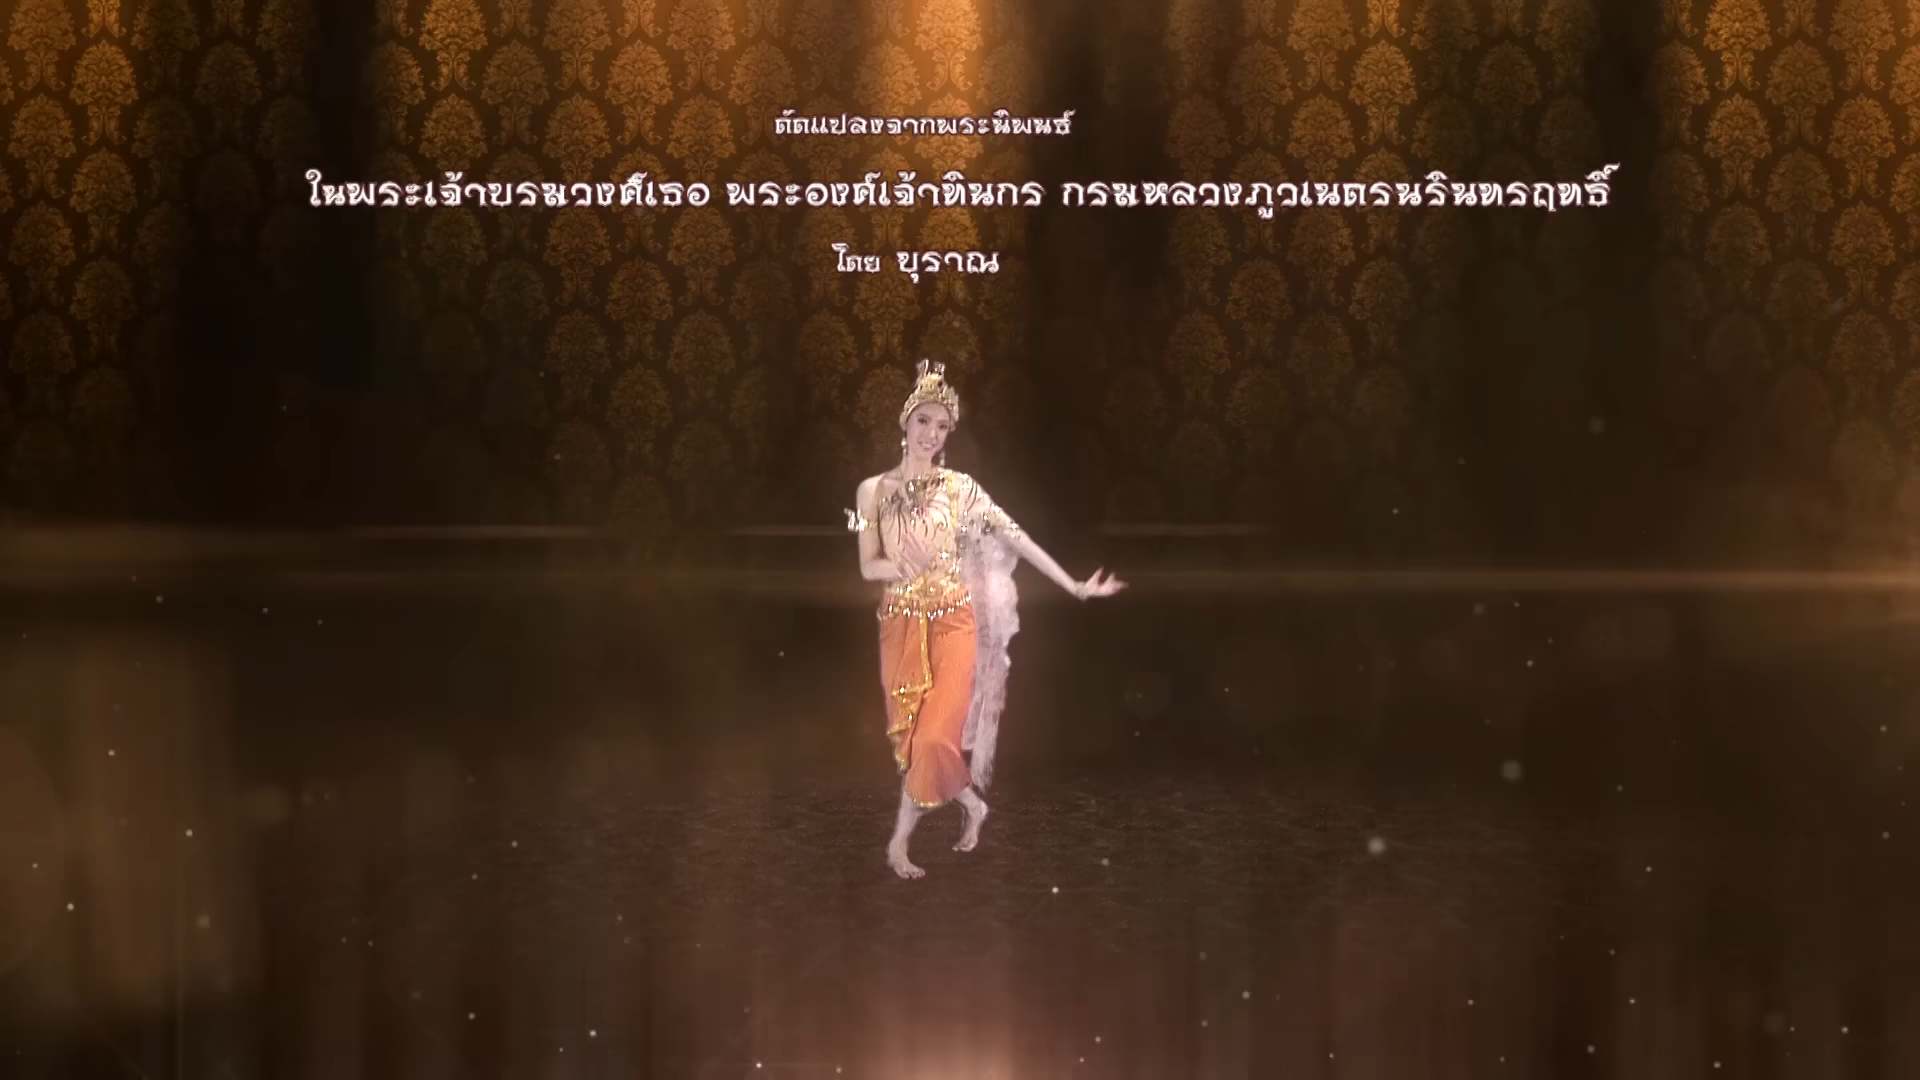 ดัดแปลงจากพระนิพนธ์
ในพระเจ้าบรมวงศ์เธอ พระองค์เจ้าทินกร กรมหลวงภูวเนตรนรินทรฤทธิ์
โดย บุราณ